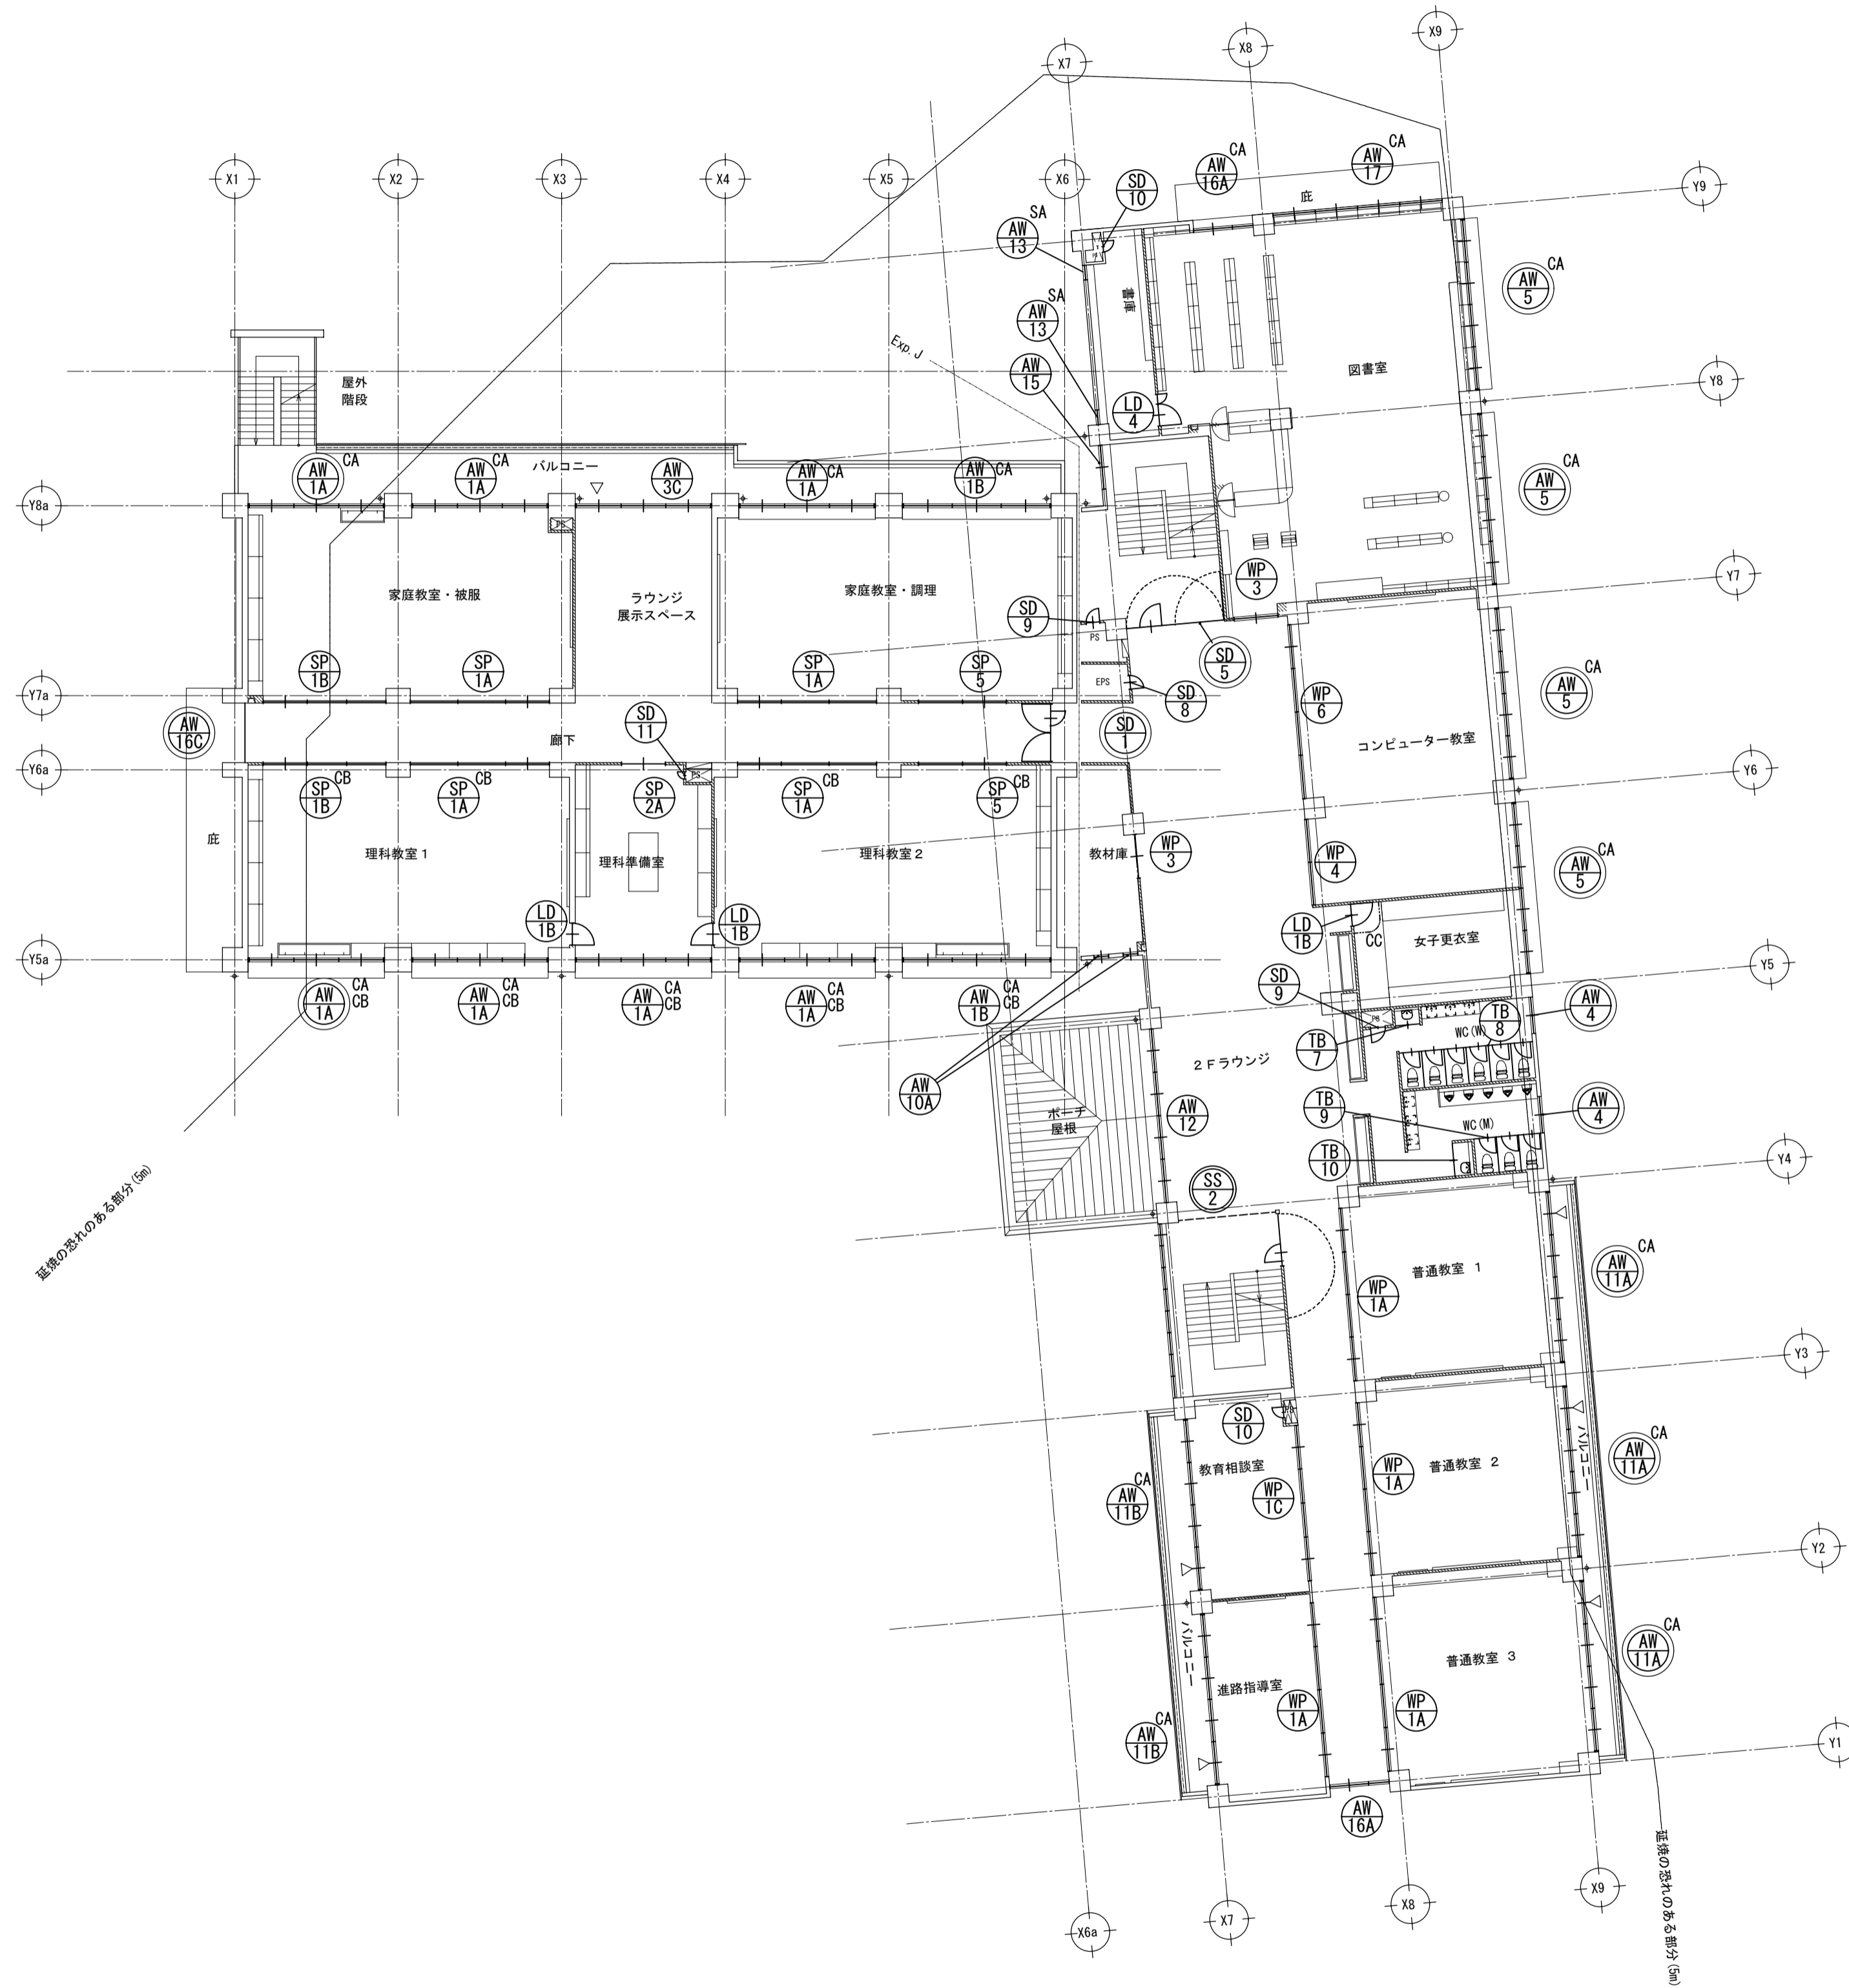 X9
X8
X7
CA
AW
17
CA
AW
16A
X1
X2
X3
X4
X5
X6
SD
10
Y9
庇
SA
AW
13
CA
AW
5
書庫
SA
AW
13
Exp. J
AW
15
図書室
屋外
階段
Y8
LD
4
バルコニー
AW
1A
CA
AW
1A
CA
AW
3C
AW
1A
CA
AW
1B
CA
CA
AW
5
Y8a
PS
WP
3
Y7
家庭教室・被服
ラウンジ
展示スペース
家庭教室・調理
SD
9
PS
SD
5
SP
1B
SP
1A
SP
1A
SP
5
EPS
SD
8
WP
6
CA
AW
5
Y7a
AW
16C
SD
11
廊下
SD
1
コンピューター教室
Y6a
PS
Y6
SP
1B
CB
SP
1A
CB
SP
2A
SP
1A
CB
SP
5
CB
庇
理科教室1
理科準備室
理科教室2
教材庫
WP
3
WP
4
CA
AW
5
LD
1B
LD
1B
LD
1B
CC
女子更衣室
Y5a
Y5
AW
1A
CA
CB
AW
1A
CA
CB
AW
1A
CA
CB
AW
1A
CA
CB
AW
1B
CA
CB
SD
9
PS
AW
4
TB
8
WC(W)
TB
7
2Fラウンジ
AW
10A
ポーチ
屋根
AW
12
TB
9
WC(M)
AW
4
TB
10
Y4
SS
2
延焼の恐れのある部分(5m)
普通教室 1
CA
AW
11A
WP
1A
Y3
SD
10
PS
教育相談室
WP
1C
WP
1A
普通教室 2
バルコニー
CA
AW
11A
CA
AW
11B
Y2
バルコニー
CA
AW
11A
普通教室 3
進路指導室
WP
1A
WP
1A
CA
AW
11B
Y1
AW
16A
延焼の恐れのある部分(5m)
X9
X8
X7
X6a